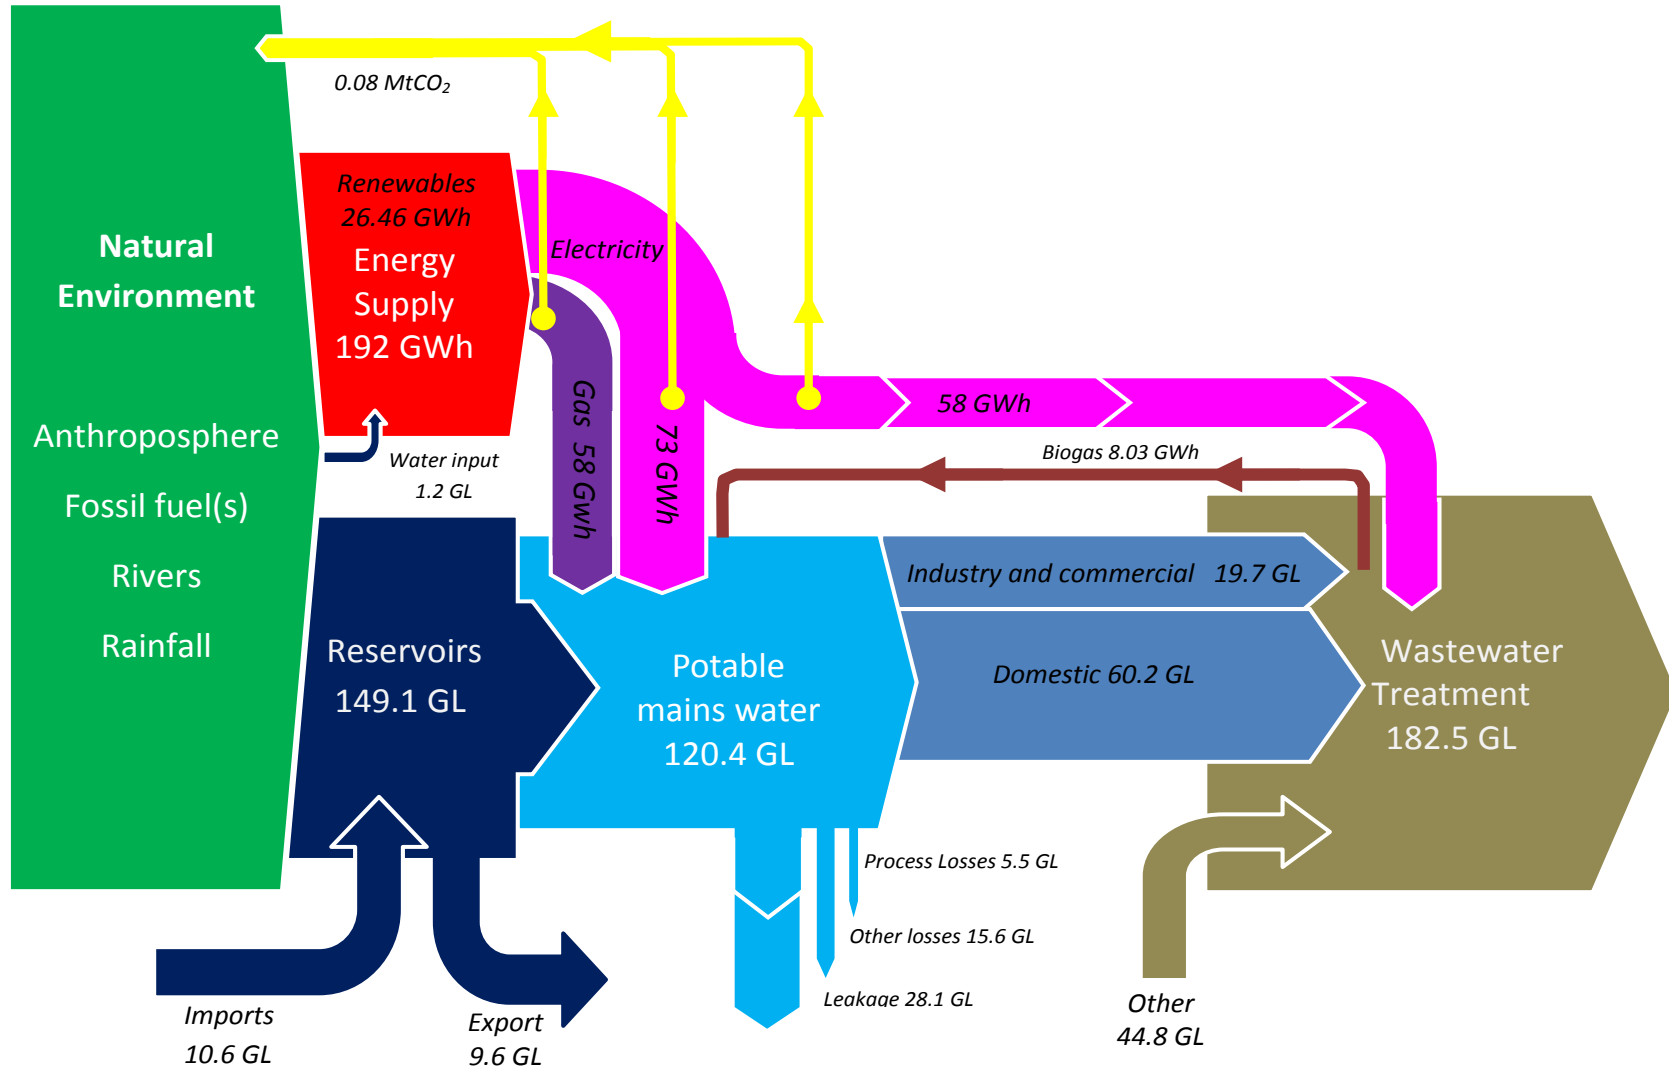 0.08 MtCO₂
Natural
Environment
Anthroposphere
Fossil fuel(s)
Rivers
Rainfall
Renewables
26.46 GWh
Energy
Supply
192 GWh
Electricity
Gas 58 Gwh
73 GWh
58 GWh
Water input
1.2 GL
Biogas 8.03 GWh
Reservoirs
149.1 GL
Potable
mains water
120.4 GL
Industry and commercial 19.7 GL
Domestic 60.2 GL
Wastewater
Treatment
182.5 GL
Process Losses 5.5 GL
Other losses 15.6 GL
Leakage 28.1 GL
Imports
10.6 GL
Export
9.6 GL
Other
44.8 GL